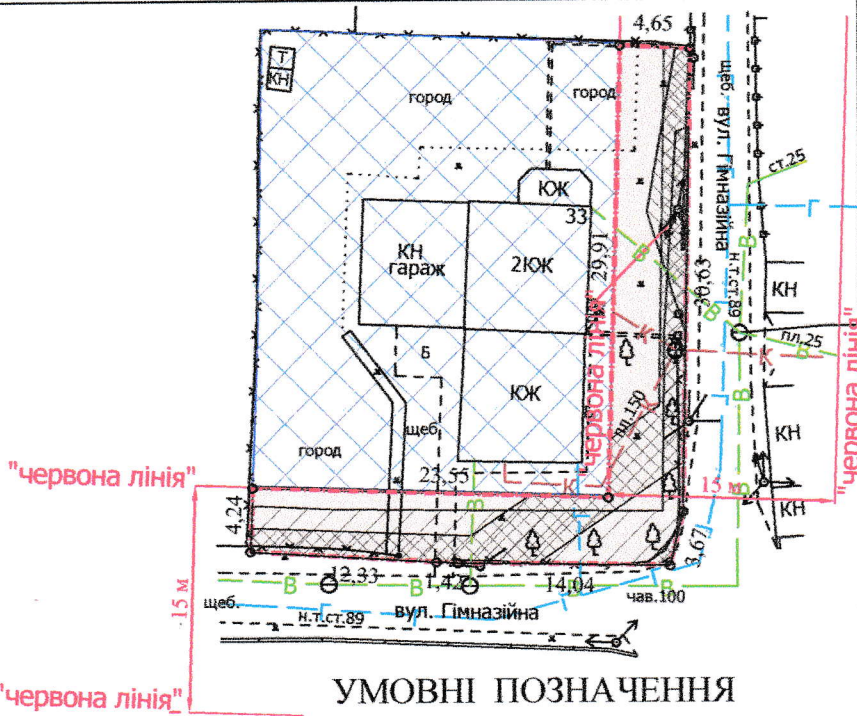 4,65
Т
КН
город
город
щеб. вул. Гімназійна
ст.25
Г
КЖ
33
КН
гараж
2КЖ
29,91
В
30,63
н.т.ст.89
КН
В
пл.25
В
К
К
Б
КЖ
"червона лінія"
"червона лінія"
пл.150
К
щеб.
город
КН
"червона лінія"
23,55
К
15 м
В
КН
4,24
В
3,67
12,33
1,42
14,04
В
В
В
Г
чав.100
15 м
щеб.
вул. Гімназійна
Г
н.т.ст.89
"червона лінія"
УМОВНІ ПОЗНАЧЕННЯ